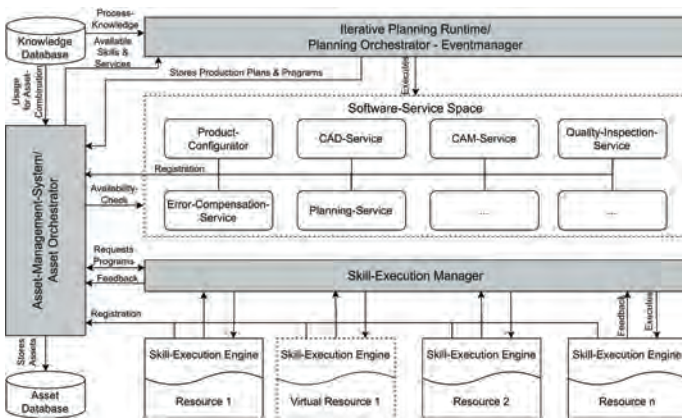 Process-
Knowledge
Knowledge
Database
Available
Skills &
Services
Iterative Planning Runtime/
Planning Orchestrator - Eventmanager
Stores Production Plans & Programs
Executes
Usage
for Asset-
Combination
Software-Service Space
Product-
Configurator
CAD-Service
CAM-Service
Quality-Inspection-
Service
Registration
Availability-
Check
Error-Compensation-
Service
Planning-Service
...
...
Asset-Management-System/
Asset Orchestrator
Requests
Programs
Feedback
Skill-Execution Manager
Registration
Feedback
Executes
Skill-Execution Engine
Resource 1
Skill-Execution Engine
Virtual Resource 1
Skill-Execution Engine
Resource 2
Skill-Execution Engine
Resource n
Stores
Assets
Asset
Database